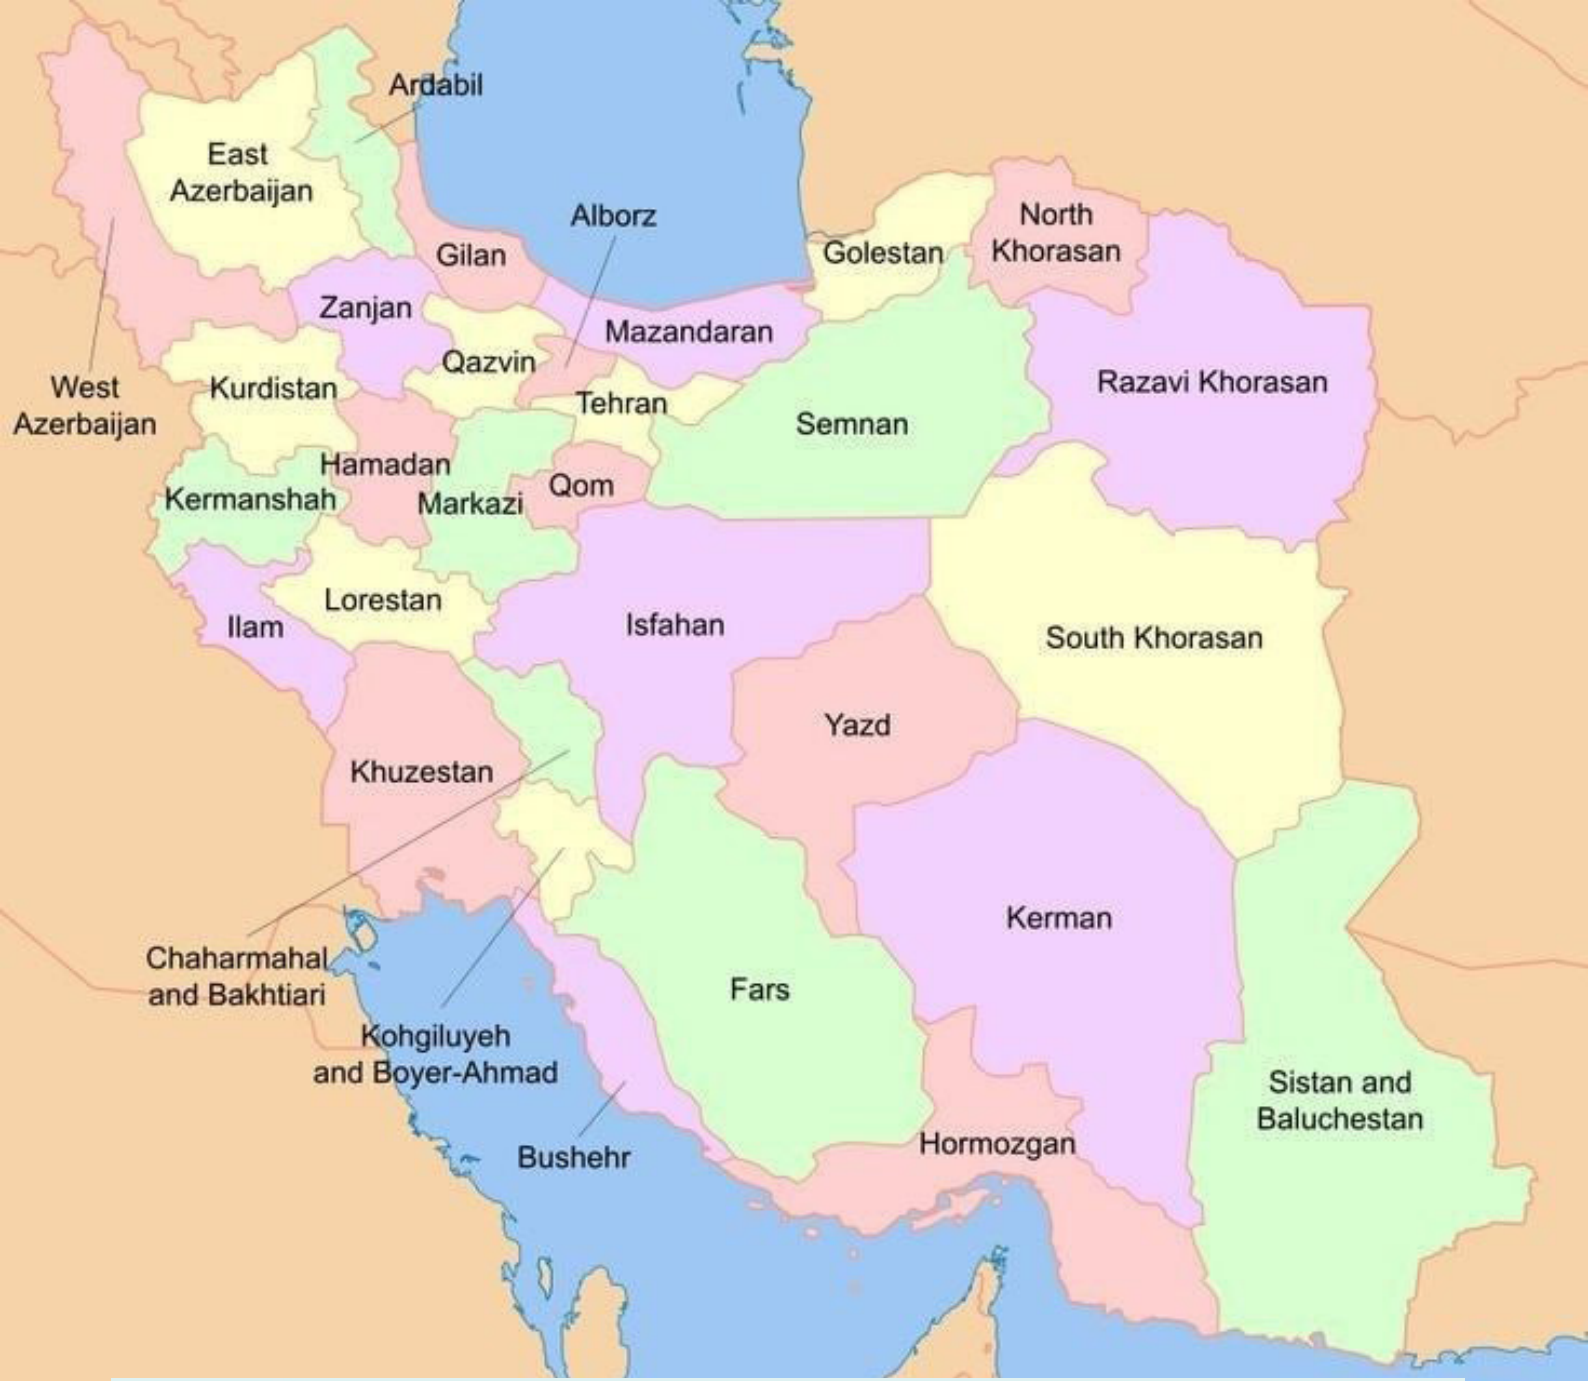 Ardabil
East
Azerbaijan
Alborz
Gilan
Golestan
North
Khorasan
Zanjan
Mazandaran
Qazvin
Razavi Khorasan
West
Azerbaijan
Kurdistan
Tehran
Semnan
Hamadan
Kermanshah
Markazi
Qom
Lorestan
Ilam
Isfahan
South Khorasan
Yazd
Khuzestan
Kerman
Chaharmahal
and Bakhtiari
Fars
Kohgiluyeh
and Boyer-Ahmad
Sistan and
Baluchestan
Bushehr
Hormozgan